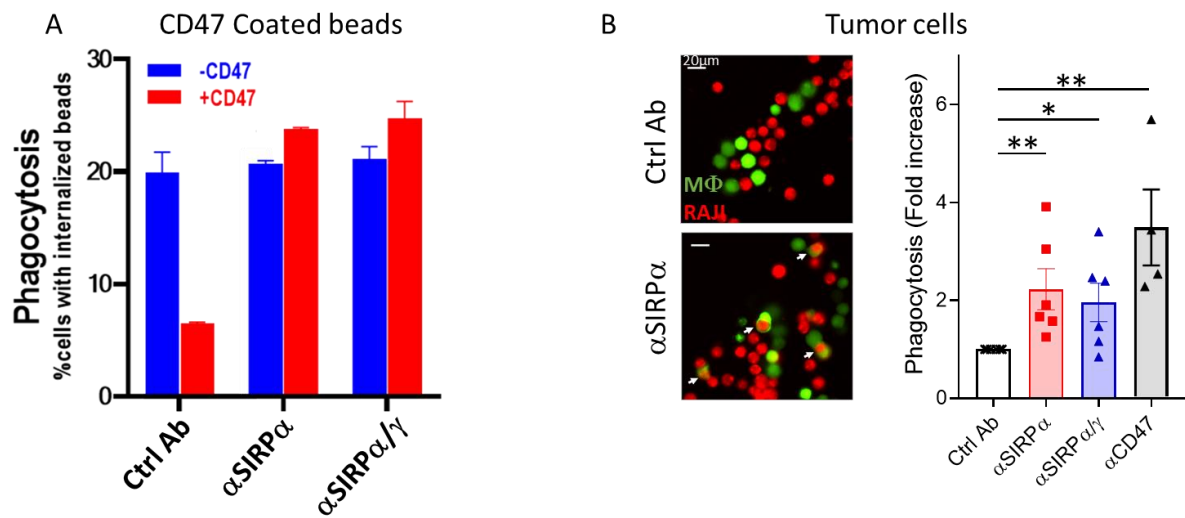 A
CD47 Coated beads
Phagocytosis
%cells with internalized beads
30
20
10
0
-CD47
+CD47
Ctrl Ab
αSIRPα
αSIRPα/γ
B
Tumor cells
Ctrl Ab
20µm
MΦ
RAJI
αSIRPα
Phagocytosis (Fold increase)
6
4
2
0
**
*
**
Ctrl Ab
αSIRPα
αSIRPα/γ
αCD47